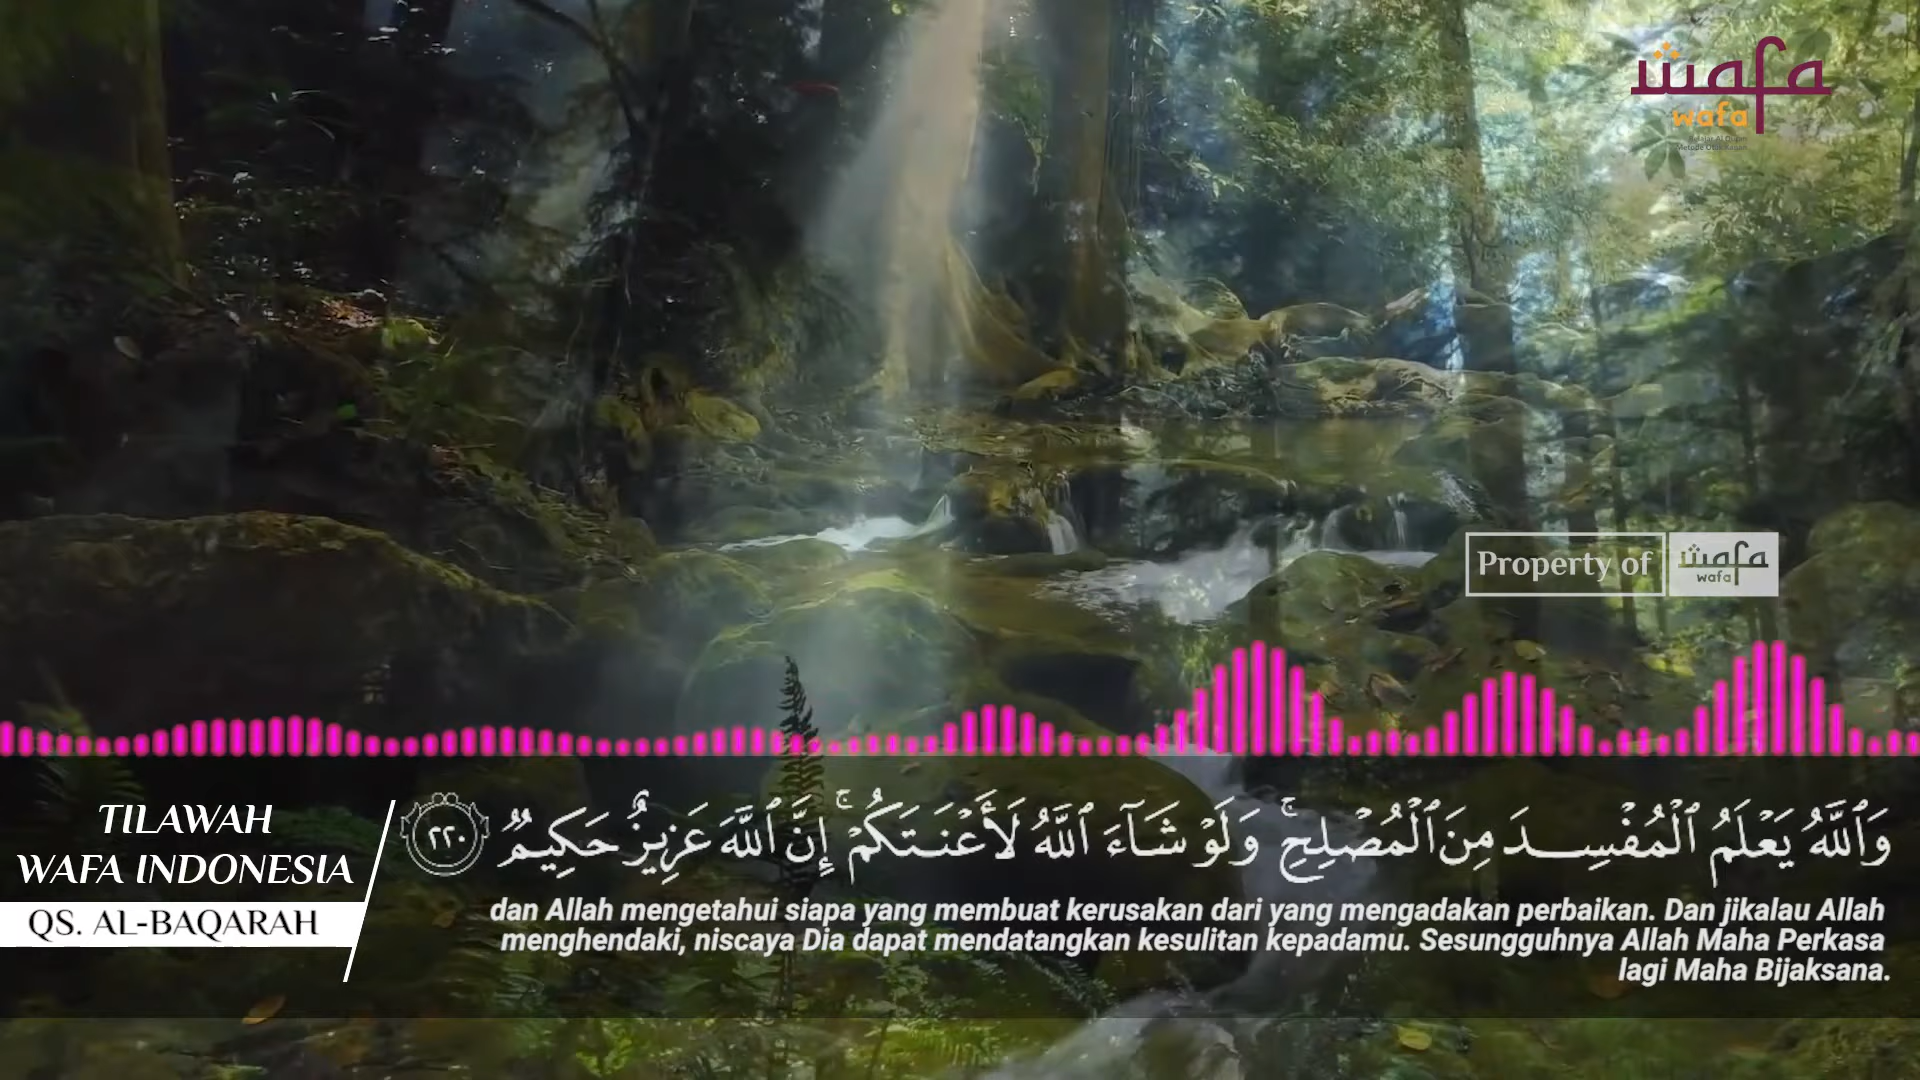 wafa
wafa
Property of wafa
wafa
TILAWAH
WAFA INDONESIA
QS. AL-BAQARAH
وَٱللَّهُ يَعْلَمُ ٱلْمُفْسِدَ مِنَ ٱلْمُصْلِحِ ۚ وَلَوْ شَآءَ ٱللَّهُ لَأَعْنَتَكُمْ ۚ إِنَّ ٱللَّهَ عَزِيزٌ حَكِيمٌ ٢٢٠
dan Allah mengetahui siapa yang membuat kerusakan dari yang mengadakan perbaikan. Dan jikalau Allah
menghendaki, niscaya Dia dapat mendatangkan kesulitan kepadamu. Sesungguhnya Allah Maha Perkasa
lagi Maha Bijaksana.